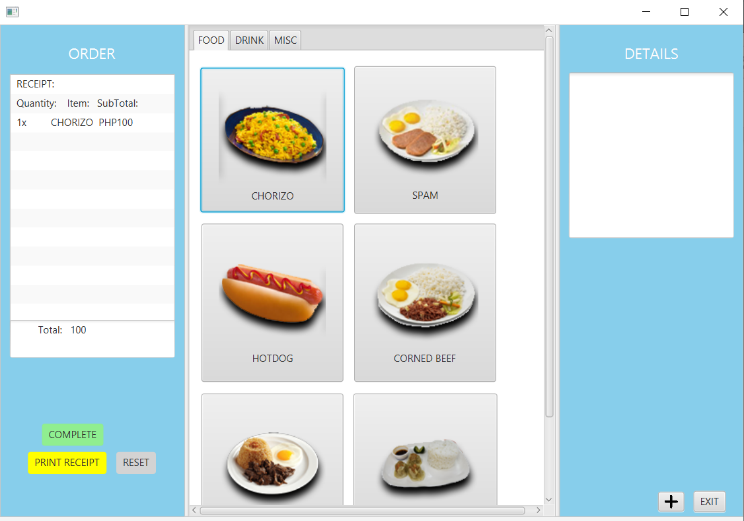 ORDER
RECEIPT:
Quantity: Item: SubTotal:
1x CHORIZO PHP100
Total: 100
COMPLETE
PRINT RECEIPT RESET
FOOD DRINK MISC
CHORIZO SPAM
HOTDOG CORNED BEEF
DETAILS
EXIT